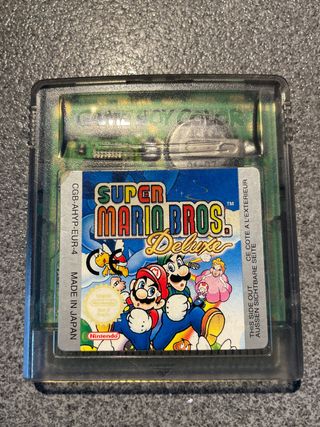 GAME BOY COLOR
SUPER
MARIO BROS.
Deluxe
TM
CGB-AHYP-EUR-4
MADE IN JAPAN
CE COTE A L'EXTERIEUR
THIS SIDE OUT
AUSSEN SICHTBARE SEITE
Nintendo